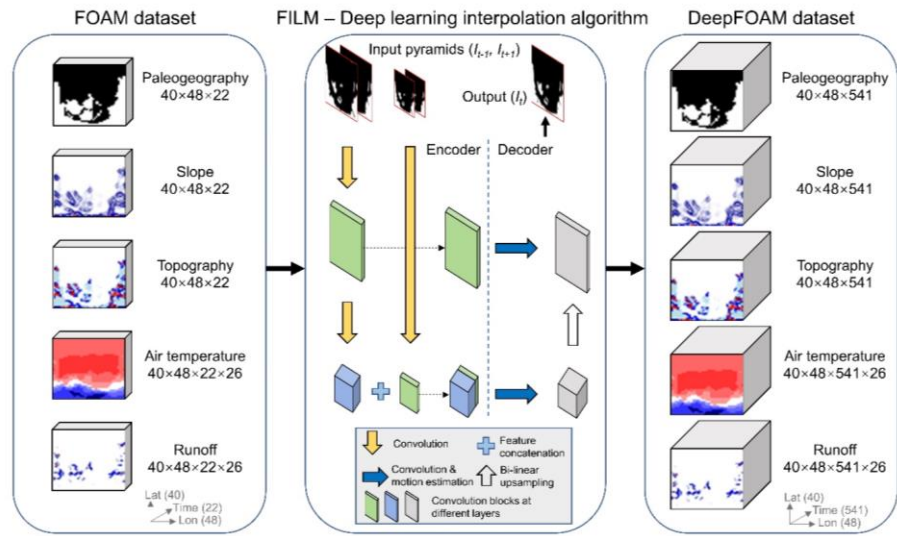 FOAM dataset
Paleogeography
40×48×22
Slope
40×48×22
Topography
40×48×22
Air temperature
40×48×22×26
Runoff
40×48×22×26
Lat (40)
Time (22)
Lon (48)
FILM – Deep learning interpolation algorithm
Input pyramids (I_{t-1}, I_{t+1})
Output (I_t)
Encoder
Decoder
Convolution
Feature
concatenation
Convolution &
motion estimation
Bi-linear
upsampling
Convolution blocks at
different layers
DeepFOAM dataset
Paleogeography
40×48×541
Slope
40×48×541
Topography
40×48×541
Air temperature
40×48×541×26
Runoff
40×48×541×26
Lat (40)
Time (541)
Lon (48)